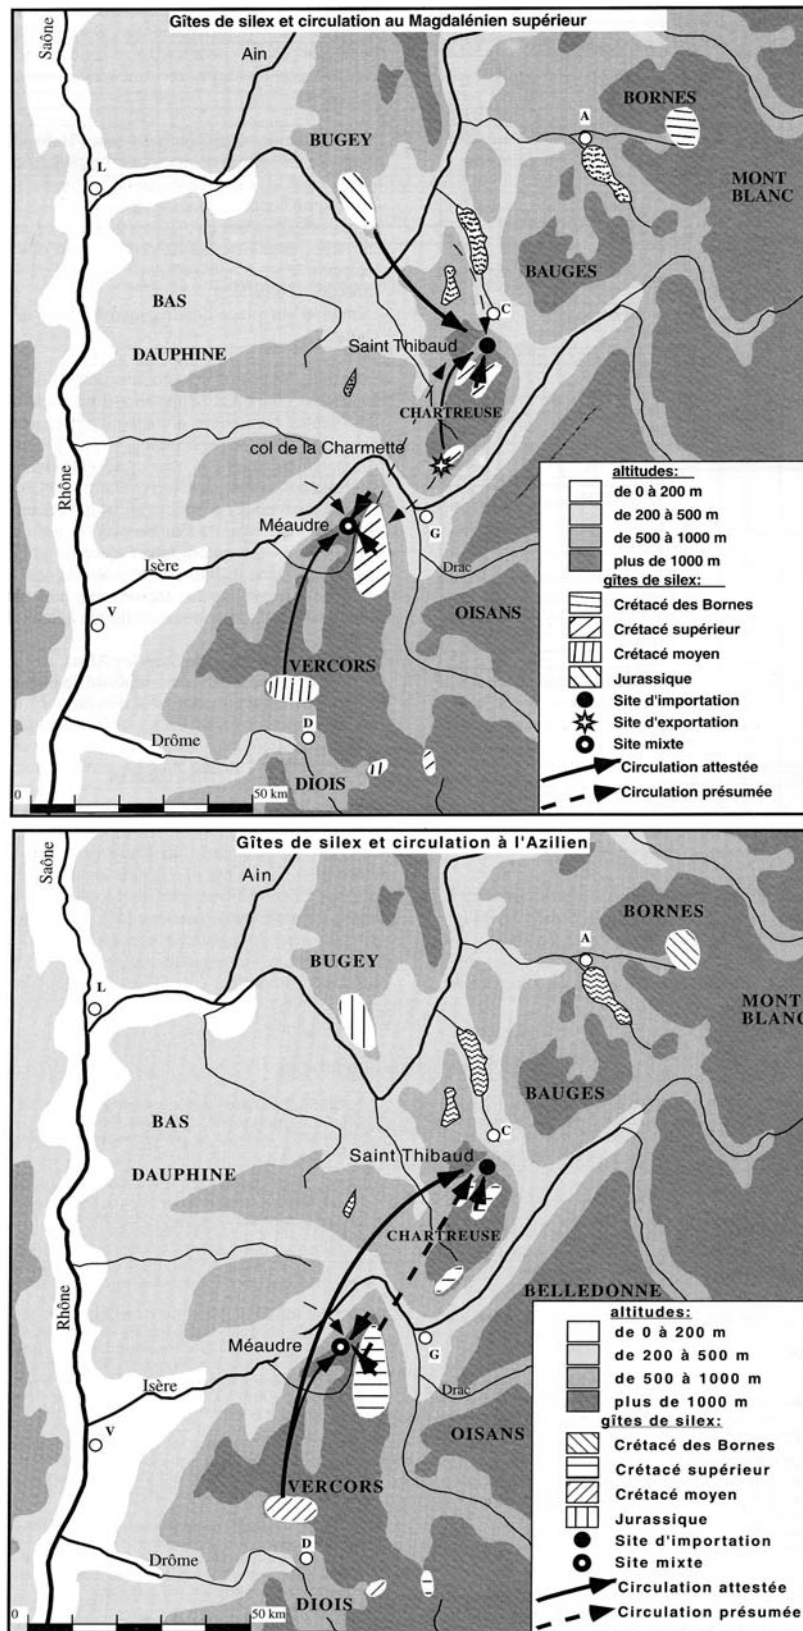 Gîtes de silex et circulation au Magdalénien supérieur
Saône
Ain
BORNES
A
BUGEY
MONT
BLANC
L
BAS
BAUGES
C
Saint Thibaud
DAUPHINE
CHARTREUSE
col de la Charmette
Rhône
Méaudre
G
Isère
Drac
OISANS
V
VERCORS
D
Drôme
DIOIS
0
50 km
altitudes:
de 0 à 200 m
de 200 à 500 m
de 500 à 1000 m
plus de 1000 m
gîtes de silex:
Crétacé des Bornes
Crétacé supérieur
Crétacé moyen
Jurassique
Site d'importation
Site d'exportation
Site mixte
Circulation attestée
Circulation présumée
Gîtes de silex et circulation à l'Azilien
Saône
Ain
BORNES
A
BUGEY
MONT
BLANC
L
BAUGES
BAS
C
Saint Thibaud
DAUPHINE
CHARTREUSE
BELLEDONNE
Rhône
Méaudre
G
Isère
Drac
OISANS
V
VERCORS
D
Drôme
DIOIS
0
50 km
altitudes:
de 0 à 200 m
de 200 à 500 m
de 500 à 1000 m
plus de 1000 m
gîtes de silex:
Crétacé des Bornes
Crétacé supérieur
Crétacé moyen
Jurassique
Site d'importation
Site mixte
Circulation attestée
Circulation présumée